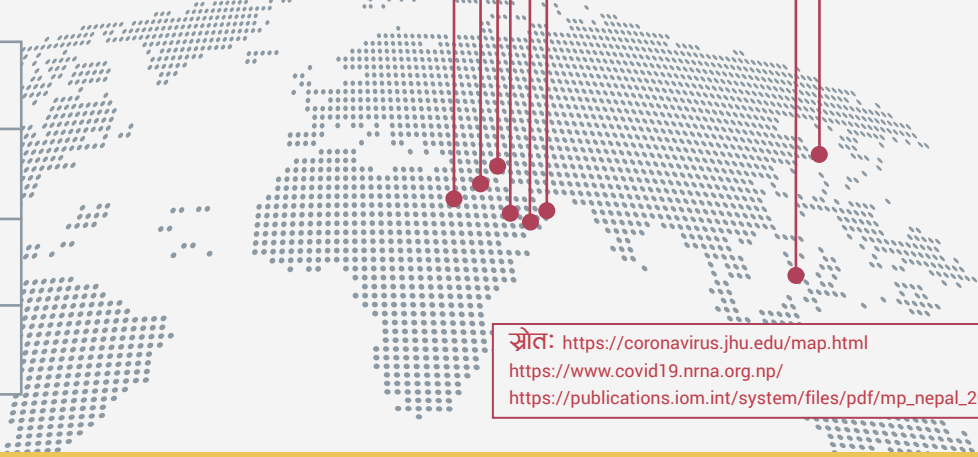 स्रोत: https://coronavirus.jhu.edu/map.html
https://www.covid19.nrna.org.np/
https://publications.iom.int/system/files/pdf/mp_nepal_20